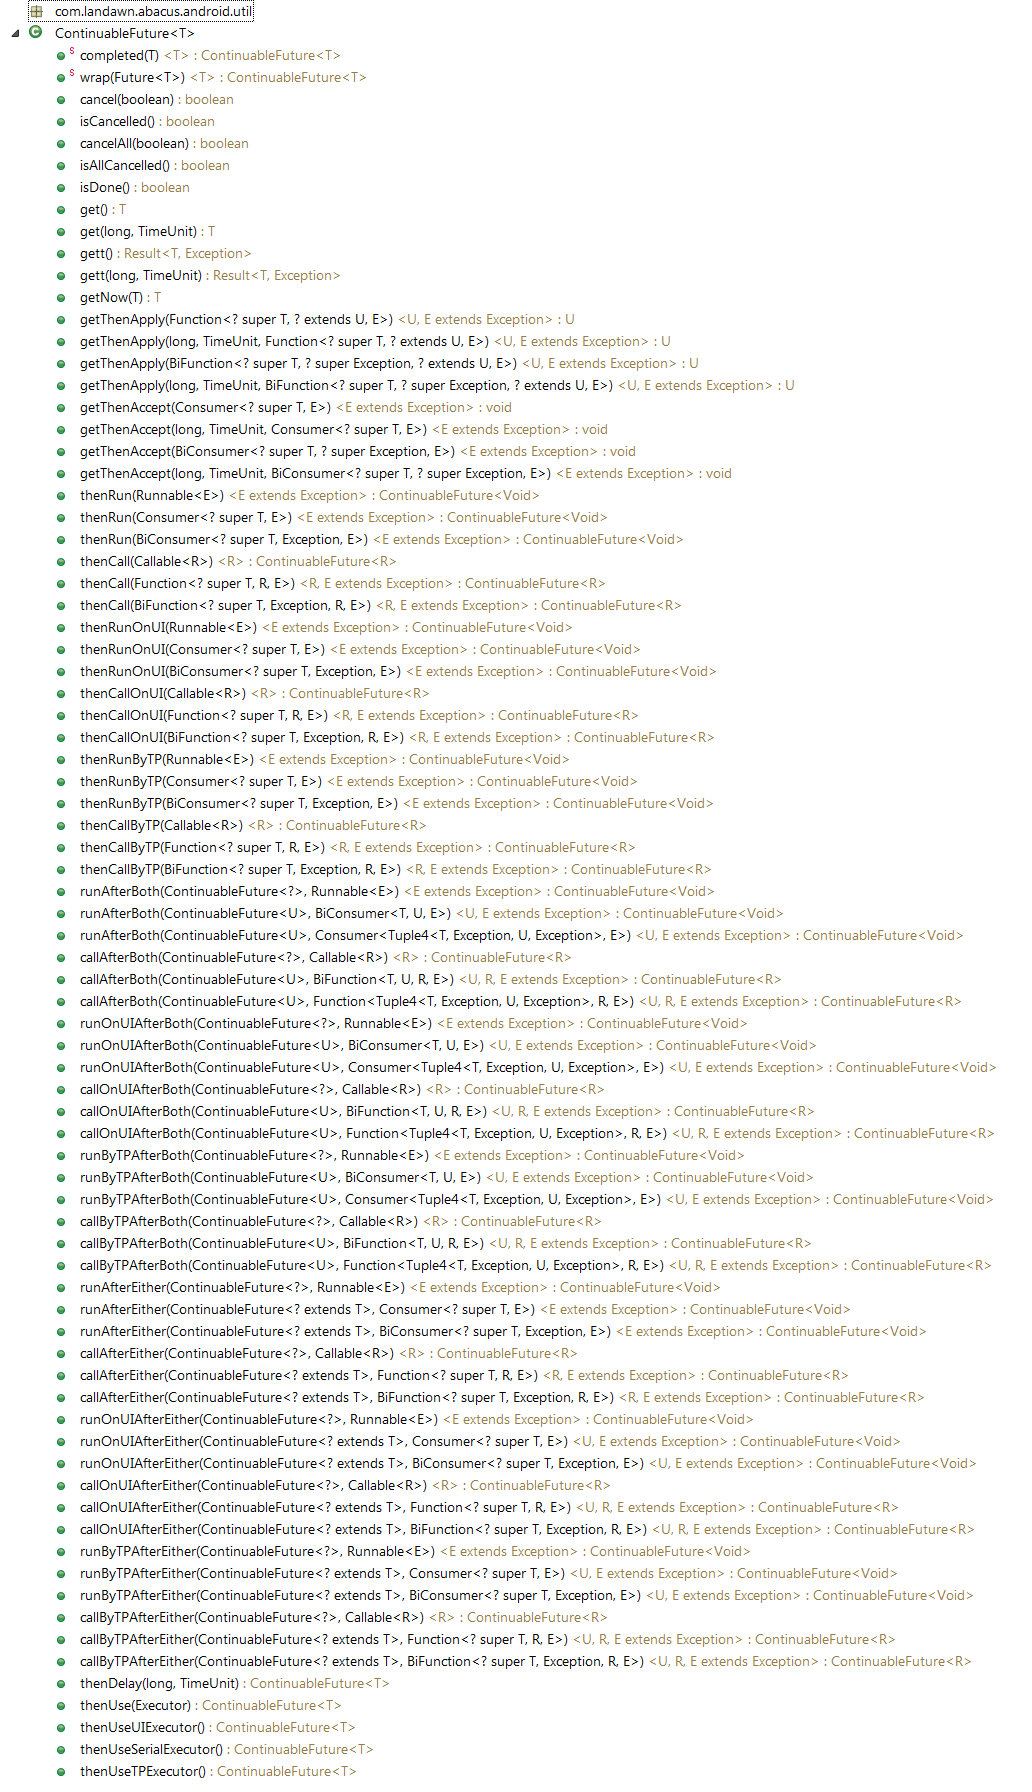 com.landawn.abacus.android.util
ContinuableFuture<T>
S completed(T) <T> : ContinuableFuture<T>
S wrap(Future<T>) <T> : ContinuableFuture<T>
cancel(boolean) : boolean
isCancelled() : boolean
cancelAll(boolean) : boolean
isAllCancelled() : boolean
isDone() : boolean
get() : T
get(long, TimeUnit) : T
gett() : Result<T, Exception>
gett(long, TimeUnit) : Result<T, Exception>
getNow(T) : T
getThenApply(Function<? super T, ? extends U, E>) <U, E extends Exception> : U
getThenApply(long, TimeUnit, Function<? super T, ? extends U, E>) <U, E extends Exception> : U
getThenApply(BiFunction<? super T, ? super Exception, ? extends U, E>) <U, E extends Exception> : U
getThenApply(long, TimeUnit, BiFunction<? super T, ? super Exception, ? extends U, E>) <U, E extends Exception> : U
getThenAccept(Consumer<? super T, E>) <E extends Exception> : void
getThenAccept(long, TimeUnit, Consumer<? super T, E>) <E extends Exception> : void
getThenAccept(BiConsumer<? super T, ? super Exception, E>) <E extends Exception> : void
getThenAccept(long, TimeUnit, BiConsumer<? super T, ? super Exception, E>) <E extends Exception> : void
thenRun(Runnable<E>) <E extends Exception> : ContinuableFuture<Void>
thenRun(Consumer<? super T, E>) <E extends Exception> : ContinuableFuture<Void>
thenRun(BiConsumer<? super T, Exception, E>) <E extends Exception> : ContinuableFuture<Void>
thenCall(Callable<R>) <R> : ContinuableFuture<R>
thenCall(Function<? super T, R, E>) <R, E extends Exception> : ContinuableFuture<R>
thenCall(BiFunction<? super T, Exception, R, E>) <R, E extends Exception> : ContinuableFuture<R>
thenRunOnUI(Runnable<E>) <E extends Exception> : ContinuableFuture<Void>
thenRunOnUI(Consumer<? super T, E>) <E extends Exception> : ContinuableFuture<Void>
thenRunOnUI(BiConsumer<? super T, Exception, E>) <E extends Exception> : ContinuableFuture<Void>
thenCallOnUI(Callable<R>) <R> : ContinuableFuture<R>
thenCallOnUI(Function<? super T, R, E>) <R, E extends Exception> : ContinuableFuture<R>
thenCallOnUI(BiFunction<? super T, Exception, R, E>) <R, E extends Exception> : ContinuableFuture<R>
thenRunByTP(Runnable<E>) <E extends Exception> : ContinuableFuture<Void>
thenRunByTP(Consumer<? super T, E>) <E extends Exception> : ContinuableFuture<Void>
thenRunByTP(BiConsumer<? super T, Exception, E>) <E extends Exception> : ContinuableFuture<Void>
thenCallByTP(Callable<R>) <R> : ContinuableFuture<R>
thenCallByTP(Function<? super T, R, E>) <R, E extends Exception> : ContinuableFuture<R>
thenCallByTP(BiFunction<? super T, Exception, R, E>) <R, E extends Exception> : ContinuableFuture<R>
runAfterBoth(ContinuableFuture<?>, Runnable<E>) <E extends Exception> : ContinuableFuture<Void>
runAfterBoth(ContinuableFuture<U>, BiConsumer<T, U, E>) <U, E extends Exception> : ContinuableFuture<Void>
runAfterBoth(ContinuableFuture<U>, Consumer<Tuple4<T, Exception, U, Exception>, E>) <U, E extends Exception> : ContinuableFuture<Void>
callAfterBoth(ContinuableFuture<?>, Callable<R>) <R> : ContinuableFuture<R>
callAfterBoth(ContinuableFuture<U>, BiFunction<T, U, R, E>) <U, R, E extends Exception> : ContinuableFuture<R>
callAfterBoth(ContinuableFuture<U>, Function<Tuple4<T, Exception, U, Exception>, R, E>) <U, R, E extends Exception> : ContinuableFuture<R>
runOnUIAfterBoth(ContinuableFuture<?>, Runnable<E>) <E extends Exception> : ContinuableFuture<Void>
runOnUIAfterBoth(ContinuableFuture<U>, BiConsumer<T, U, E>) <U, E extends Exception> : ContinuableFuture<Void>
runOnUIAfterBoth(ContinuableFuture<U>, Consumer<Tuple4<T, Exception, U, Exception>, E>) <U, E extends Exception> : ContinuableFuture<Void>
callOnUIAfterBoth(ContinuableFuture<?>, Callable<R>) <R> : ContinuableFuture<R>
callOnUIAfterBoth(ContinuableFuture<U>, BiFunction<T, U, R, E>) <U, R, E extends Exception> : ContinuableFuture<R>
callOnUIAfterBoth(ContinuableFuture<U>, Function<Tuple4<T, Exception, U, Exception>, R, E>) <U, R, E extends Exception> : ContinuableFuture<R>
runByTPAfterBoth(ContinuableFuture<?>, Runnable<E>) <E extends Exception> : ContinuableFuture<Void>
runByTPAfterBoth(ContinuableFuture<U>, BiConsumer<T, U, E>) <U, E extends Exception> : ContinuableFuture<Void>
runByTPAfterBoth(ContinuableFuture<U>, Consumer<Tuple4<T, Exception, U, Exception>, E>) <U, E extends Exception> : ContinuableFuture<Void>
callByTPAfterBoth(ContinuableFuture<?>, Callable<R>) <R> : ContinuableFuture<R>
callByTPAfterBoth(ContinuableFuture<U>, BiFunction<T, U, R, E>) <U, R, E extends Exception> : ContinuableFuture<R>
callByTPAfterBoth(ContinuableFuture<U>, Function<Tuple4<T, Exception, U, Exception>, R, E>) <U, R, E extends Exception> : ContinuableFuture<R>
runAfterEither(ContinuableFuture<?>, Runnable<E>) <E extends Exception> : ContinuableFuture<Void>
runAfterEither(ContinuableFuture<? extends T>, Consumer<? super T, E>) <E extends Exception> : ContinuableFuture<Void>
runAfterEither(ContinuableFuture<? extends T>, BiConsumer<? super T, Exception, E>) <E extends Exception> : ContinuableFuture<Void>
callAfterEither(ContinuableFuture<?>, Callable<R>) <R> : ContinuableFuture<R>
callAfterEither(ContinuableFuture<? extends T>, Function<? super T, R, E>) <R, E extends Exception> : ContinuableFuture<R>
callAfterEither(ContinuableFuture<? extends T>, BiFunction<? super T, Exception, R, E>) <R, E extends Exception> : ContinuableFuture<R>
runOnUIAfterEither(ContinuableFuture<?>, Runnable<E>) <E extends Exception> : ContinuableFuture<Void>
runOnUIAfterEither(ContinuableFuture<? extends T>, Consumer<? super T, E>) <U, E extends Exception> : ContinuableFuture<Void>
runOnUIAfterEither(ContinuableFuture<? extends T>, BiConsumer<? super T, Exception, E>) <U, E extends Exception> : ContinuableFuture<Void>
callOnUIAfterEither(ContinuableFuture<?>, Callable<R>) <R> : ContinuableFuture<R>
callOnUIAfterEither(ContinuableFuture<? extends T>, Function<? super T, R, E>) <U, R, E extends Exception> : ContinuableFuture<R>
callOnUIAfterEither(ContinuableFuture<? extends T>, BiFunction<? super T, Exception, R, E>) <U, R, E extends Exception> : ContinuableFuture<R>
runByTPAfterEither(ContinuableFuture<?>, Runnable<E>) <E extends Exception> : ContinuableFuture<Void>
runByTPAfterEither(ContinuableFuture<? extends T>, Consumer<? super T, E>) <U, E extends Exception> : ContinuableFuture<Void>
runByTPAfterEither(ContinuableFuture<? extends T>, BiConsumer<? super T, Exception, E>) <U, E extends Exception> : ContinuableFuture<Void>
callByTPAfterEither(ContinuableFuture<?>, Callable<R>) <R> : ContinuableFuture<R>
callByTPAfterEither(ContinuableFuture<? extends T>, Function<? super T, R, E>) <U, R, E extends Exception> : ContinuableFuture<R>
callByTPAfterEither(ContinuableFuture<? extends T>, BiFunction<? super T, Exception, R, E>) <U, R, E extends Exception> : ContinuableFuture<R>
thenDelay(long, TimeUnit) : ContinuableFuture<T>
thenUse(Executor) : ContinuableFuture<T>
thenUseUIExecutor() : ContinuableFuture<T>
thenUseSerialExecutor() : ContinuableFuture<T>
thenUseTPExecutor() : ContinuableFuture<T>